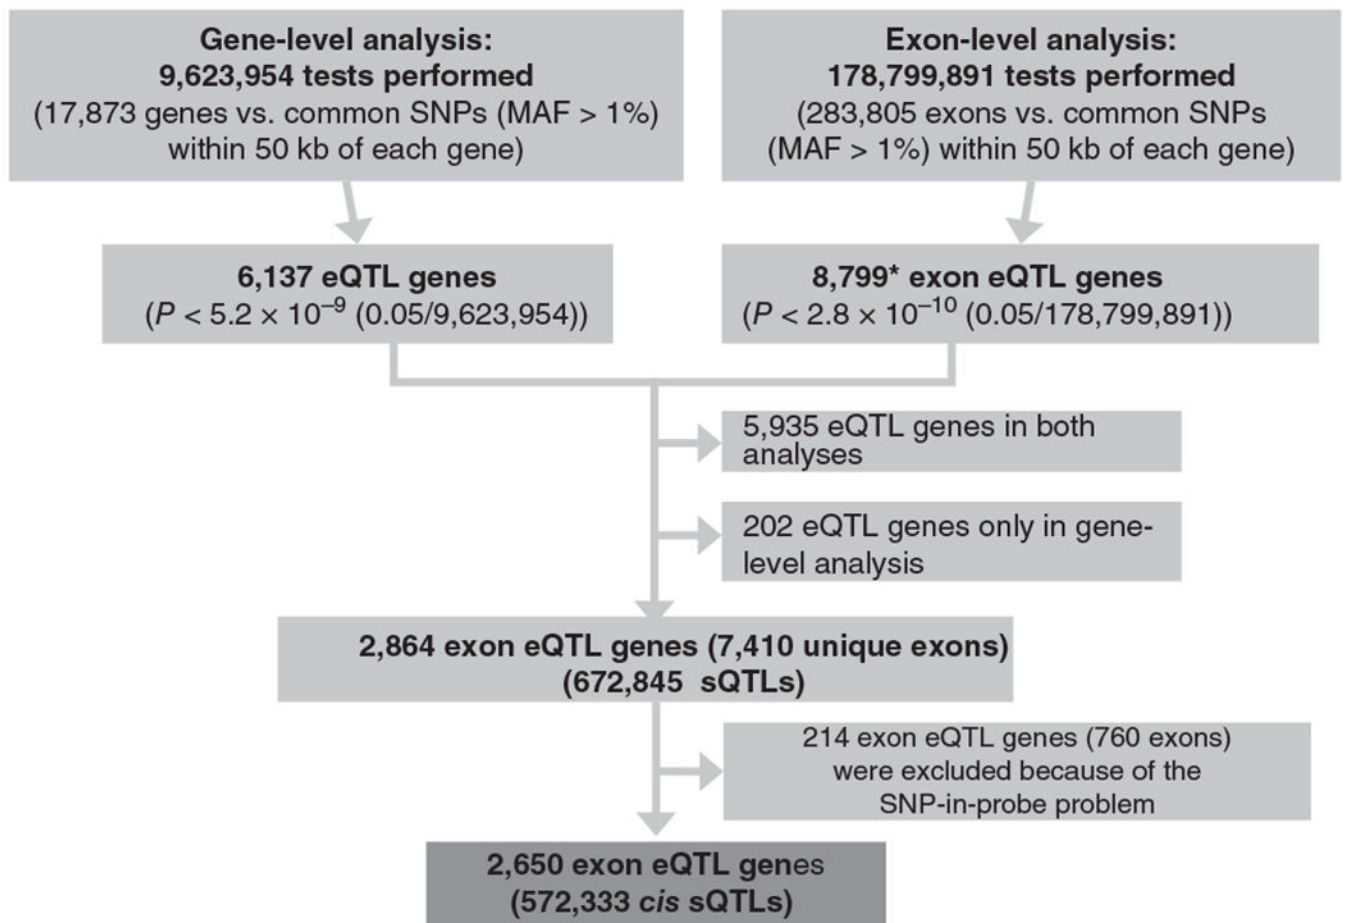 Gene-level analysis:
9,623,954 tests performed
(17,873 genes vs. common SNPs (MAF > 1%)
within 50 kb of each gene)
Exon-level analysis:
178,799,891 tests performed
(283,805 exons vs. common SNPs
(MAF > 1%) within 50 kb of each gene)
6,137 eQTL genes
(P < 5.2 × 10⁻⁹ (0.05/9,623,954))
8,799* exon eQTL genes
(P < 2.8 × 10⁻¹⁰ (0.05/178,799,891))
5,935 eQTL genes in both
analyses
202 eQTL genes only in gene-
level analysis
2,864 exon eQTL genes (7,410 unique exons)
(672,845 sQTLs)
214 exon eQTL genes (760 exons)
were excluded because of the
SNP-in-probe problem
2,650 exon eQTL genes
(572,333 cis sQTLs)